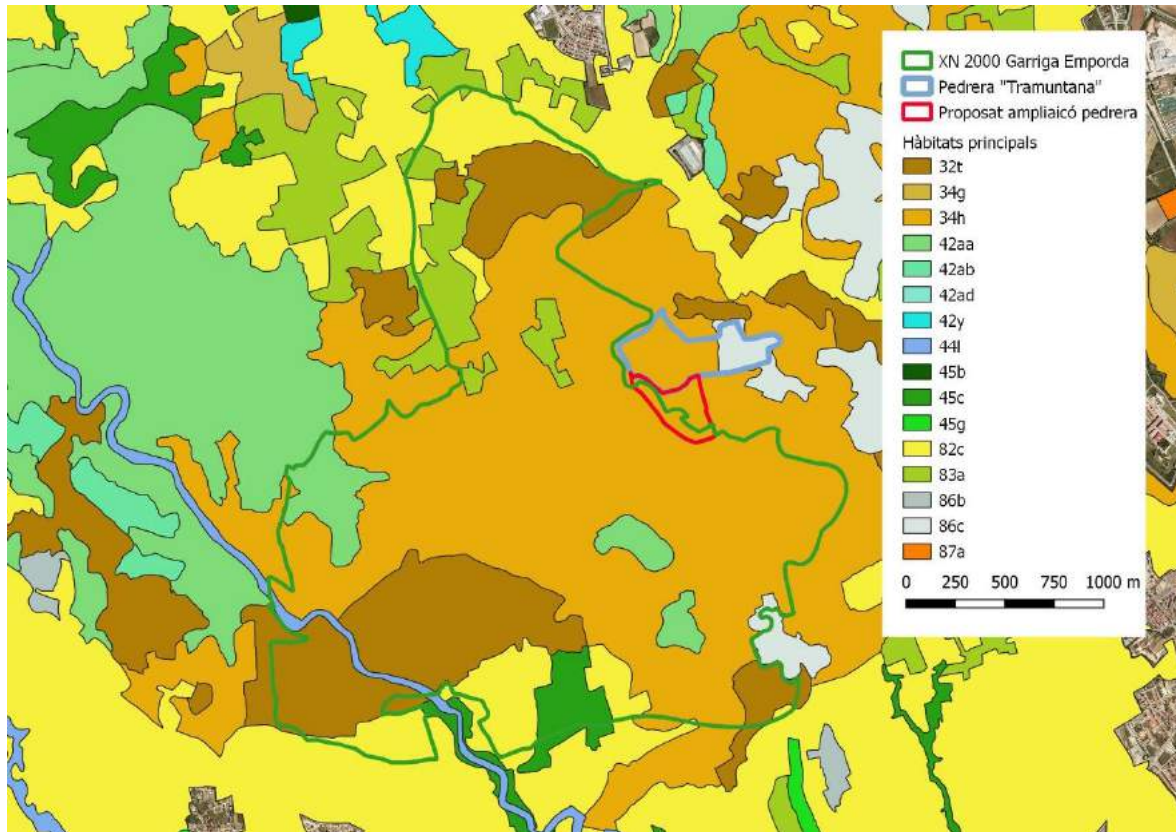 XN 2000 Garriga Emporda
Pedrera "Tramuntana"
Proposat ampliaició pedrera
Hàbitats principals
32t
34g
34h
42aa
42ab
42ad
42y
44l
45b
45c
45g
82c
83a
86b
86c
87a
0 250 500 750 1000 m